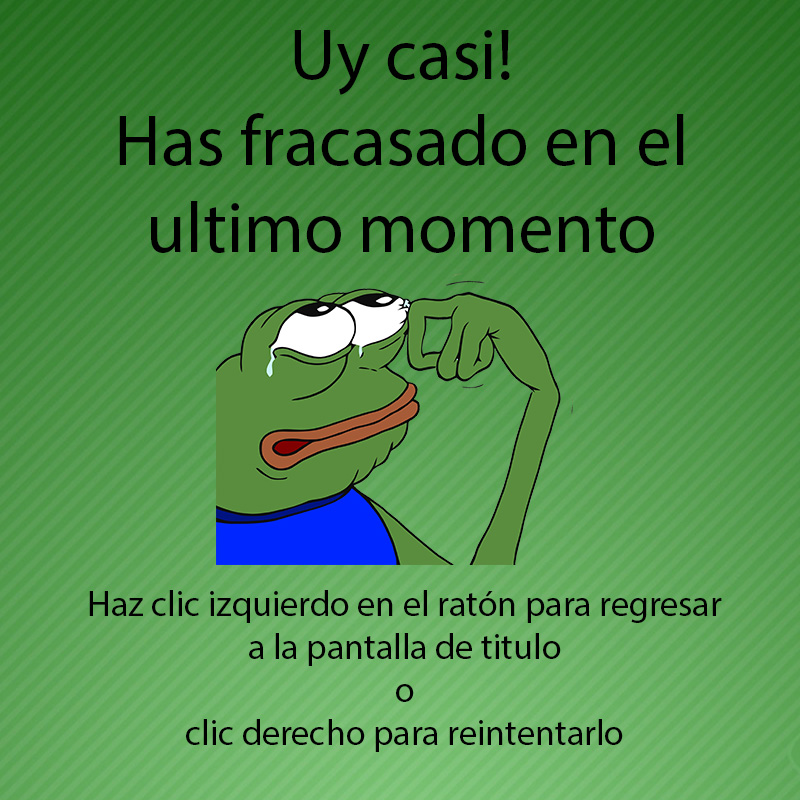 Uy casi!
Has fracasado en el
ultimo momento
Haz clic izquierdo en el ratón para regresar
a la pantalla de titulo
o
clic derecho para reintentarlo